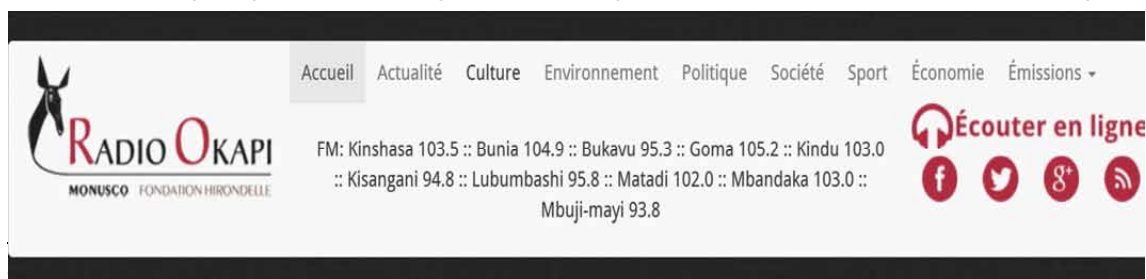 Accueil Actualité Culture Environnement Politique Société Sport Économie Émissions
RADIO OKAPI
MONUSCO FONDATION HIRONDELLE
FM: Kinshasa 103.5 :: Bunia 104.9 :: Bukavu 95.3 :: Goma 105.2 :: Kindu 103.0
:: Kisangani 94.8 :: Lubumbashi 95.8 :: Matadi 102.0 :: Mbandaka 103.0 ::
Mbuji-mayi 93.8
Écouter en ligne
f 8+